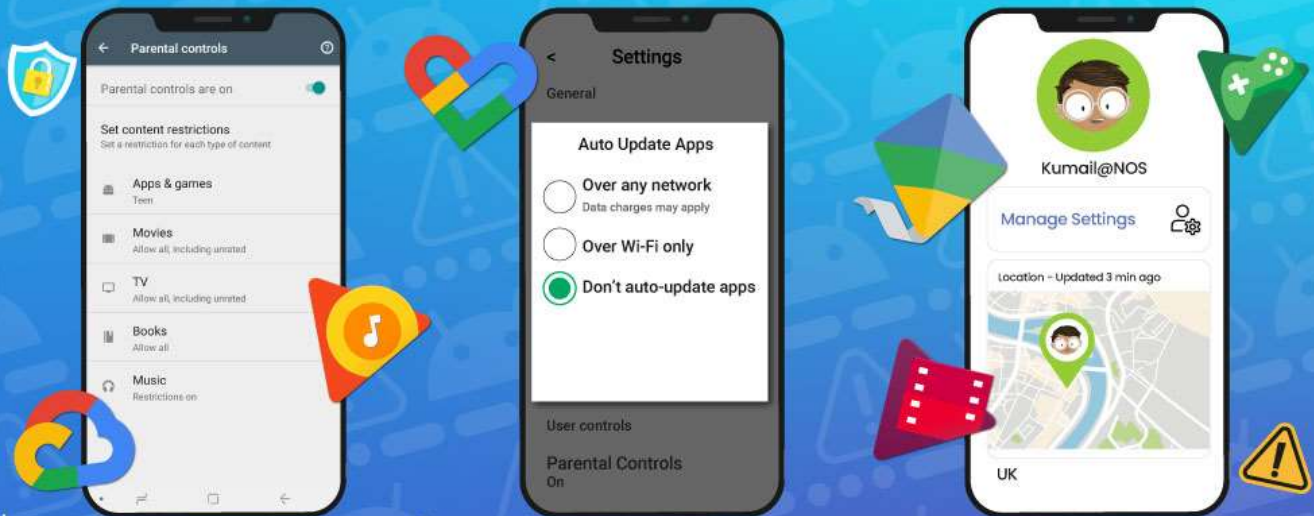 Parental controls
Parental controls are on
Set content restrictions
Set a restriction for each type of content
Apps & games
Teen
Movies
Allow all, including unrated
TV
Allow all, including unrated
Books
Allow all
Music
Restrictions on
< Settings
General
Auto Update Apps
Over any network
Data charges may apply
Over Wi-Fi only
Don't auto-update apps
User controls
Parental Controls
On
Kumail@NOS
Manage Settings
Location - Updated 3 min ago
UK